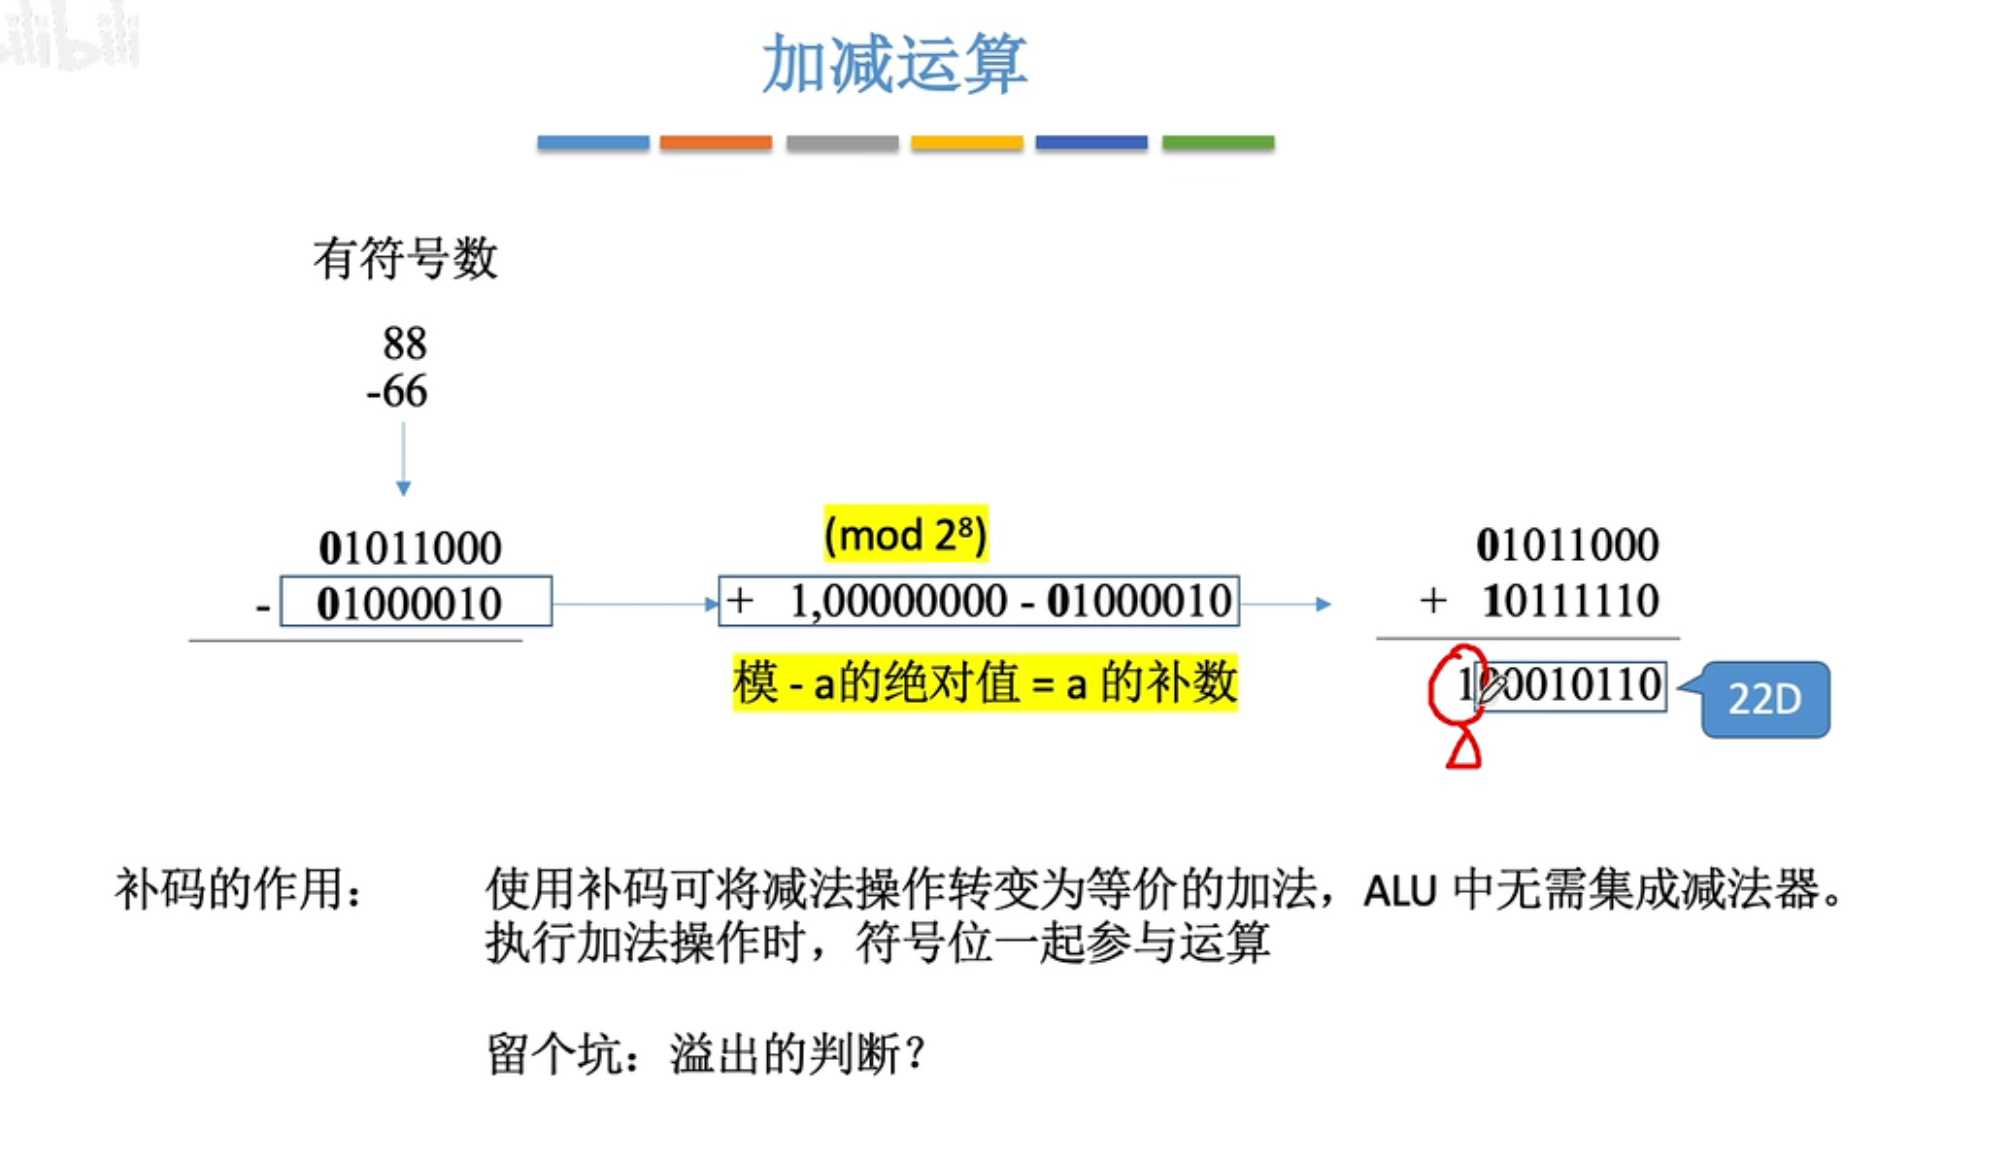 加减运算
有符号数
88
-66
01011000
- 01000010
(mod 2⁸)
+ 1,00000000 - 01000010
模 - a的绝对值 = a 的补数
01011000
+ 10111110
100010110
22D
补码的作用：
使用补码可将减法操作转变为等价的加法，ALU 中无需集成减法器。
执行加法操作时，符号位一起参与运算
留个坑：溢出的判断？